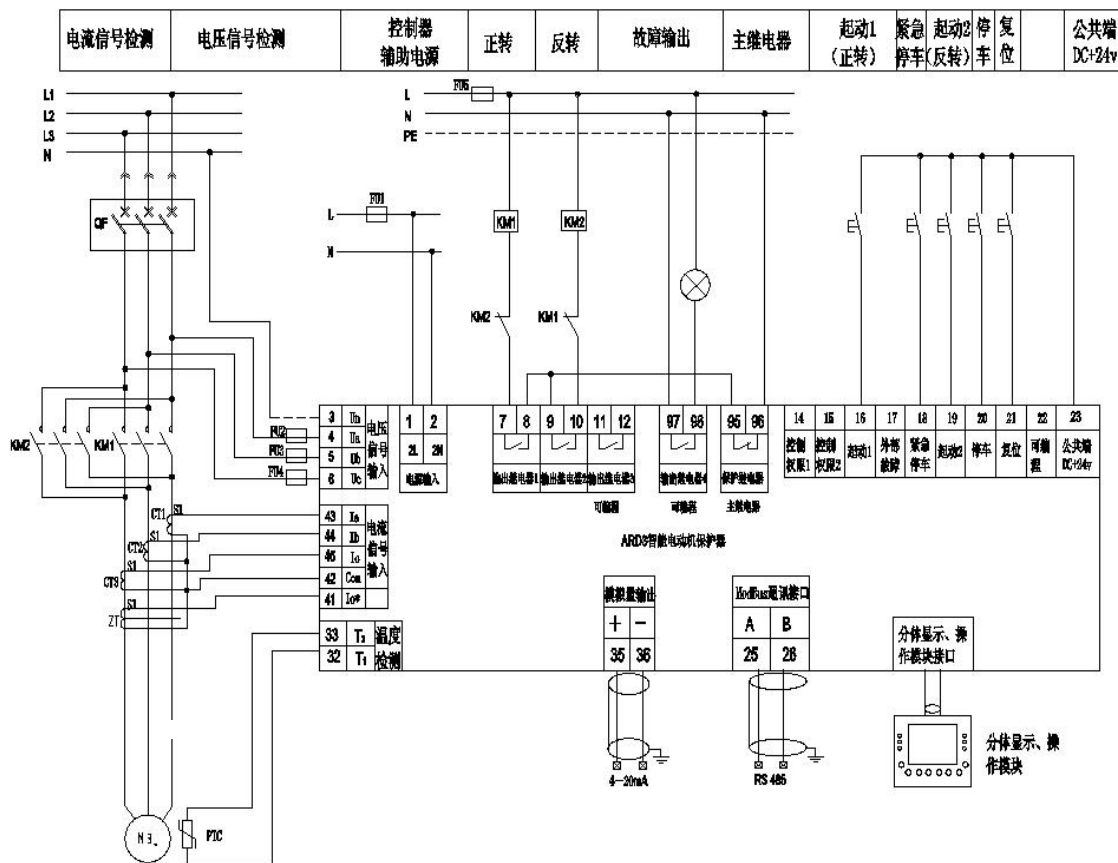 电流信号检测 电压信号检测 控制器 正转 反转 故障输出 主继电器 起动1 紧急 起动2 停 复 公共端
辅助电源 (正转) 停车 (反转) 车 位 DC+24v
L1
L2
L3
N
L
N
PE
FU5
FU1
L
N
QF
KM1
KM2
KM2
KM1
KM2
KM1
FU2
FU3
FU4
3 Un
4 Ua
5 Ub
6 Uc
电压信号输入
1 2
2L 2N
电源输入
7 8 9 10 11 12
输出继电器1 输出继电器2 输出继电器3
可编程
97 98
输出继电器4
可编程
95 96
保护继电器
主继电器
14 15 16 17 18 19 20 21 22 23
控制 控制 起动1 外部 紧急 起动2 停车 复位 可编 公共端
权限1 权限2 故障 停车 程 DC+24v
CT1 S1
CT2 S1
CT3 S1
ZT S1
43 Ia
44 Ib
45 Ic
42 Com
41 Io*
电流信号输入
33 T2
32 T1
温度检测
ARD3智能电动机保护器
模拟量输出
+ −
35 36
4-20mA
Modbus通讯接口
A B
25 26
RS 485
分体显示、操
作模块接口
分体显示、操
作模块
M 3~
PTC